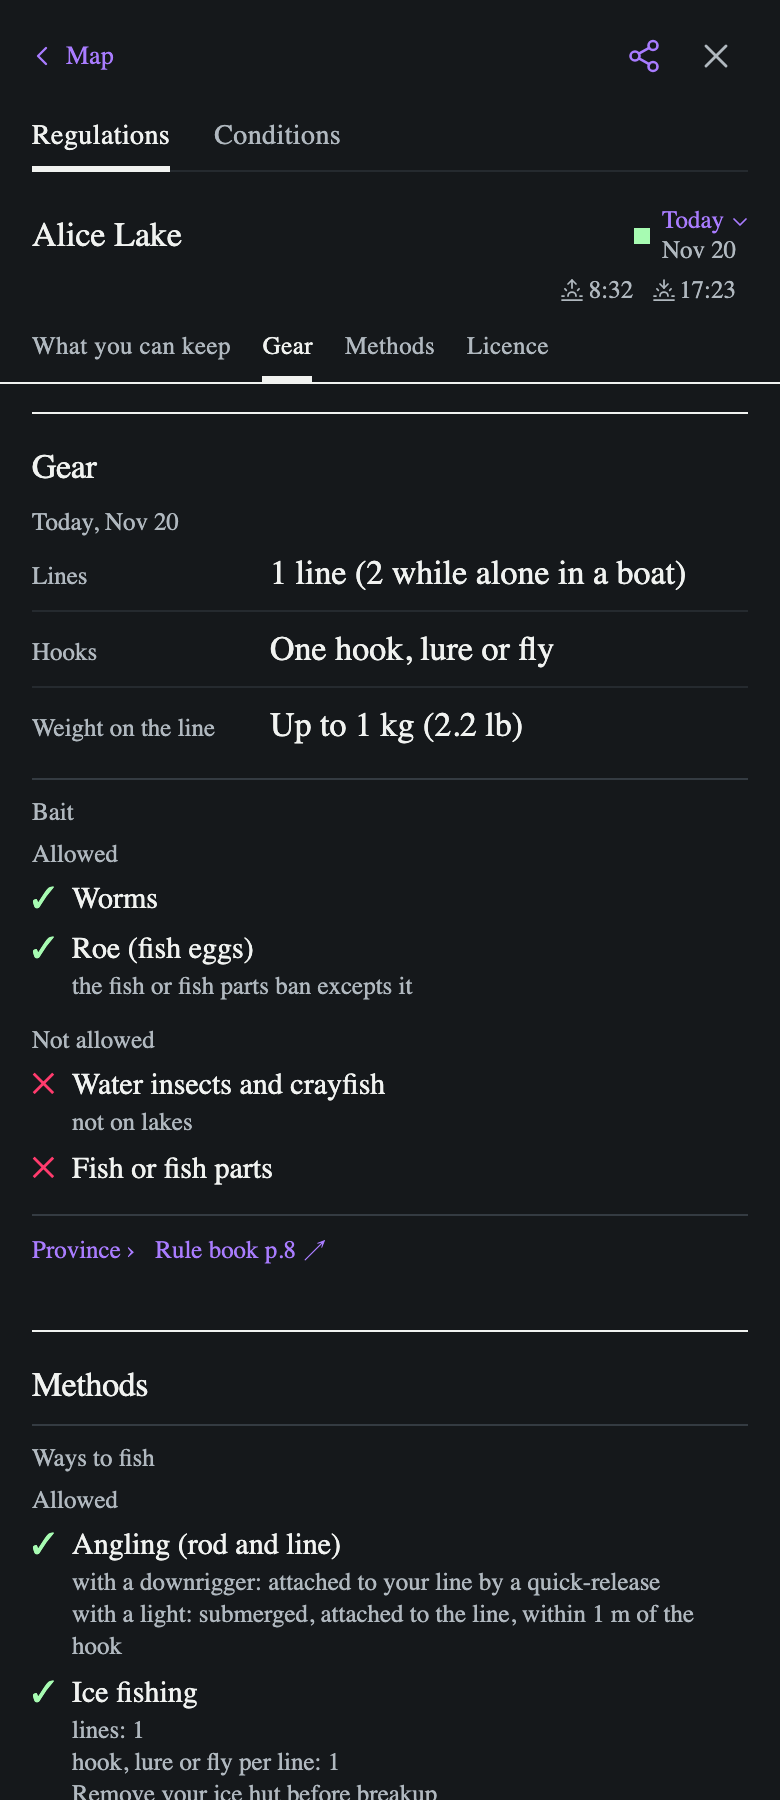 Map
Regulations Conditions
Alice Lake
Today
Nov 20
8:32 17:23
What you can keep Gear Methods Licence
Gear
Today, Nov 20
Lines 1 line (2 while alone in a boat)
Hooks One hook, lure or fly
Weight on the line Up to 1 kg (2.2 lb)
Bait
Allowed
✓ Worms
✓ Roe (fish eggs)
the fish or fish parts ban excepts it
Not allowed
✕ Water insects and crayfish
not on lakes
✕ Fish or fish parts
Province › Rule book p.8 ↗
Methods
Ways to fish
Allowed
✓ Angling (rod and line)
with a downrigger: attached to your line by a quick-release
with a light: submerged, attached to the line, within 1 m of the
hook
✓ Ice fishing
lines: 1
hook, lure or fly per line: 1
Remove your ice hut before breakup